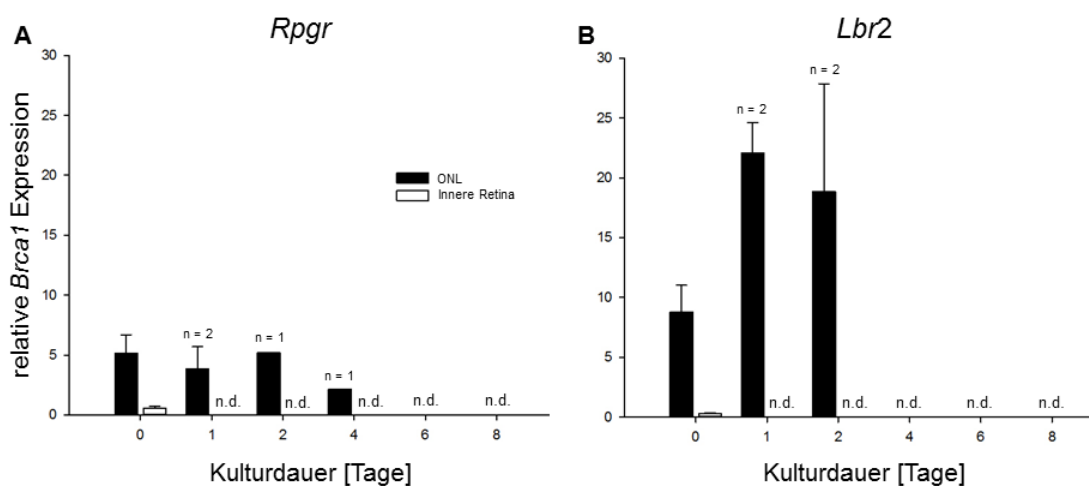 A
Rpgr
relative Brca1 Expression
30
25
20
15
10
5
0
ONL
Innere Retina
n = 2
n = 1
n = 1
n.d.
n.d.
n.d.
n.d.
n.d.
0
1
2
4
6
8
Kulturdauer [Tage]
B
Lbr2
30
25
20
15
10
5
0
n = 2
n = 2
n.d.
n.d.
n.d.
n.d.
n.d.
0
1
2
4
6
8
Kulturdauer [Tage]